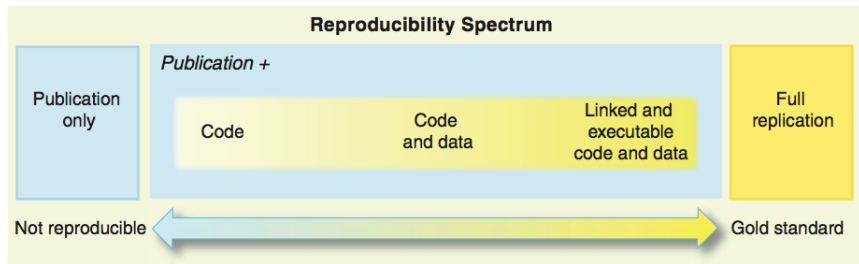 Reproducibility Spectrum
Publication
only
Publication +
Code
Code
and data
Linked and
executable
code and data
Full
replication
Not reproducible
Gold standard